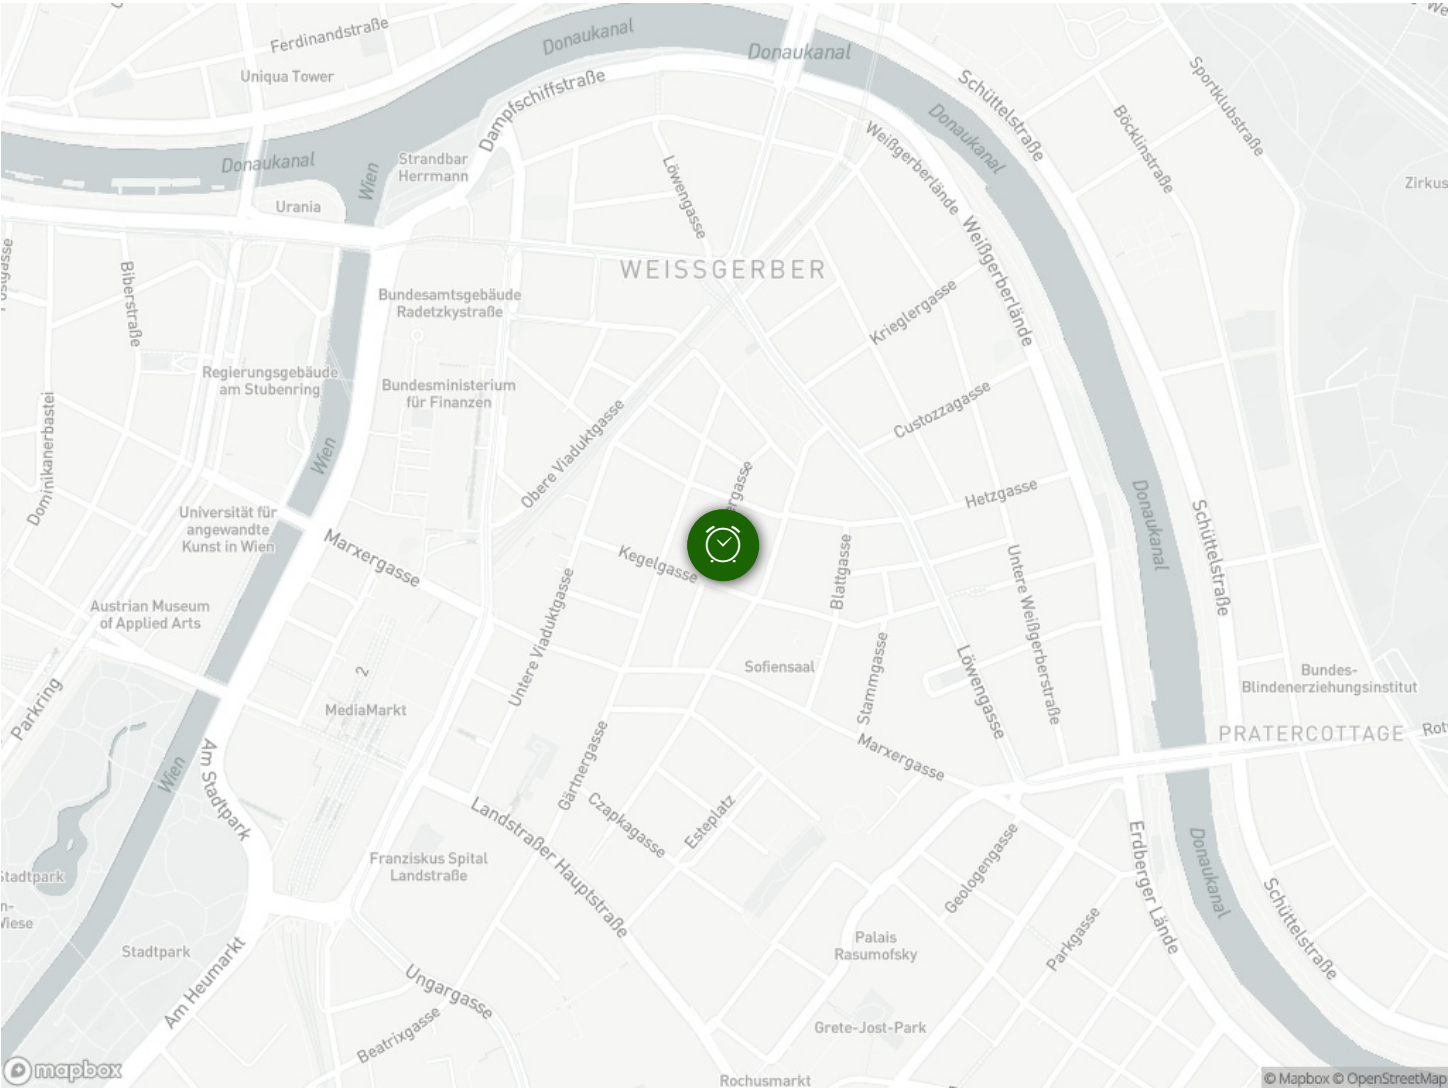 Ferdinandstraße
Uniqua Tower
Donaukanal
Donaukanal
Schüttelstraße
Sportklubstraße
Dampfschiffstraße
Böcklinstraße
Donaukanal
Weißgerberlände
Donaukanal
Wien
Strandbar
Herrmann
Löwengasse
Zirkus
Urania
Weißgerberlände
WEISSGERBER
Biberstraße
Bundesamtsgebäude
Radetzkystraße
Krieglergasse
Regierungsgebäude
am Stubenring
Bundesministerium
für Finanzen
Custozzagasse
Obere Viaduktgasse
Dominikanerbastei
Wien
ergasse
Hetzgasse
Donaukanal
Schüttelstraße
Universität für
angewandte
Kunst in Wien
Marxergasse
Kegelgasse
Blattgasse
Untere Weißgerberstraße
Austrian Museum
of Applied Arts
Untere Viaduktgasse
Stammgasse
Löwengasse
Sofiensaal
2
Bundes-
Blindenerziehungsinstitut
Parkring
MediaMarkt
PRATERCOTTAGE
Rot
Wien
Am Stadtpark
Gärtnergasse
Marxergasse
Czapkagasse
Esteplatz
Landstraßer Hauptstraße
Geologengasse
Erdberger Lände
Donaukanal
Franziskus Spital
Landstraße
Stadtpark
n-
Wiese
Schüttelstraße
Stadtpark
Palais
Rasumofsky
Parkgasse
Am Heumarkt
Ungargasse
Beatrixgasse
Grete-Jost-Park
mapbox
Rochusmarkt
© Mapbox © OpenStreetMap